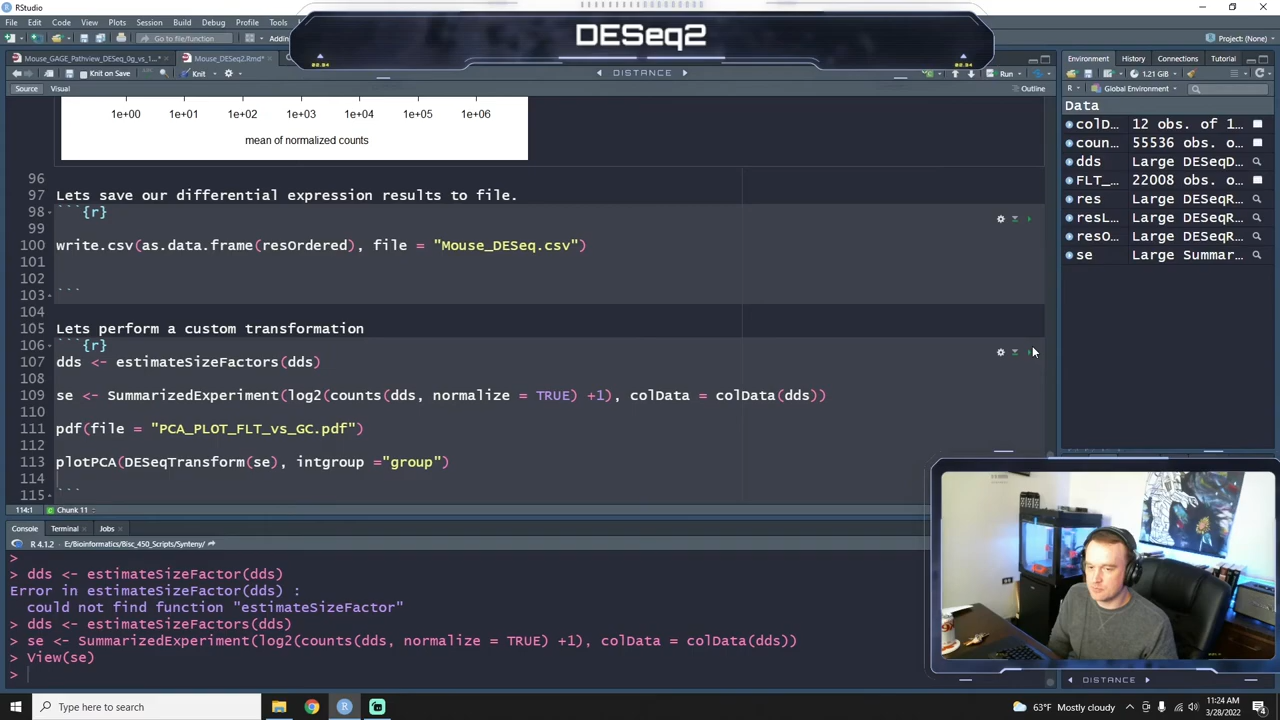 RStudio
File Edit Code View Plots Session Build Debug Profile Tools
DESeq2
Go to file/function
Project: (None)
DISTANCE
Mouse_GAGE_Pathview_DESeq_0g_vs_1...*
Mouse_DESeq2.Rmd*
Knit on Save
Knit
Run
Source Visual
Outline
1e+00 1e+01 1e+02 1e+03 1e+04 1e+05 1e+06
mean of normalized counts
96
97 Lets save our differential expression results to file.
98 ```{r}
99
100 write.csv(as.data.frame(resOrdered), file = "Mouse_DESeq.csv")
101
102
103 ```
104
105 Lets perform a custom transformation
106 ```{r}
107 dds <- estimateSizeFactors(dds)
108
109 se <- SummarizedExperiment(log2(counts(dds, normalize = TRUE) +1), colData = colData(dds))
110
111 pdf(file = "PCA_PLOT_FLT_vs_GC.pdf")
112
113 plotPCA(DESeqTransform(se), intgroup ="group")
114
115 ```
114:1 Chunk 11
Console Terminal Jobs
R 4.1.2 · E:/Bioinformatics/Bisc_450_Scripts/Synteny/
>
> dds <- estimateSizeFactor(dds)
Error in estimateSizeFactor(dds) :
could not find function "estimateSizeFactor"
> dds <- estimateSizeFactors(dds)
> se <- SummarizedExperiment(log2(counts(dds, normalize = TRUE) +1), colData = colData(dds))
> View(se)
>
Environment History Connections Tutorial
1.21 GiB
R Global Environment
Data
colD... 12 obs. of 1...
coun... 55536 obs. o...
dds Large DESeqD...
FLT_... 22008 obs. o...
res Large DESeqR...
resL... Large DESeqR...
resO... Large DESeqR...
se Large Summar...
DISTANCE
Type here to search
63°F Mostly cloudy
11:24 AM
3/28/2022
4